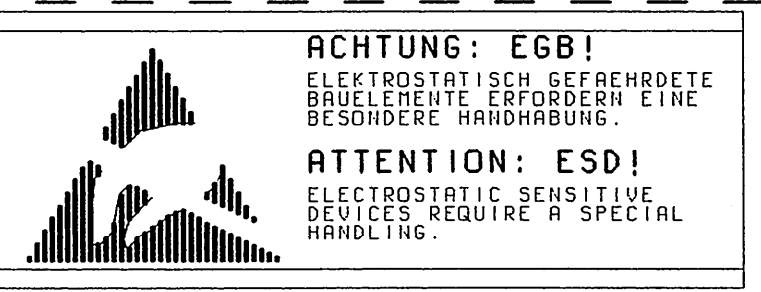 ACHTUNG: EGB!
ELEKTROSTATISCH GEFAEHRDETE
BAUELEMENTE ERFORDERN EINE
BESONDERE HANDHABUNG.
ATTENTION: ESD!
ELECTROSTATIC SENSITIVE
DEVICES REQUIRE A SPECIAL
HANDLING.